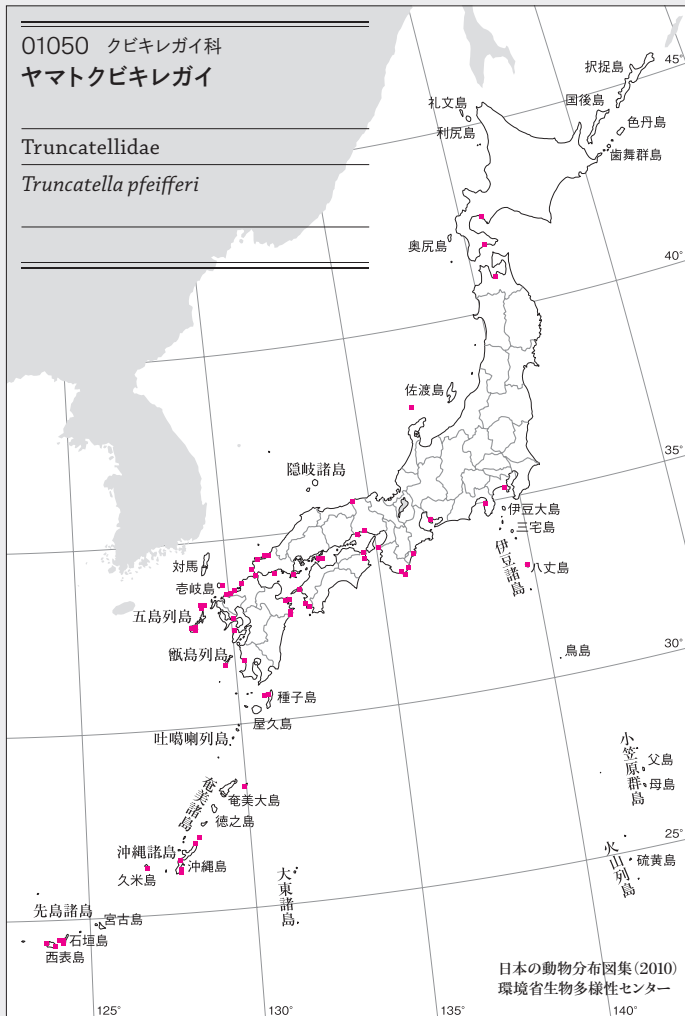 01050 クビキレガイ科
ヤマトクビキレガイ
Truncatellidae
Truncatella pfeifferi
45°
択捉島
国後島
礼文島
色丹島
利尻島
歯舞群島
奥尻島
40°
佐渡島
35°
隠岐諸島
伊豆大島
三宅島
伊豆諸島
八丈島
対馬
壱岐島
五島列島
甑島列島
鳥島
30°
種子島
屋久島
吐噶喇列島
小笠原群島
父島
母島
奄美諸島
奄美大島
徳之島
25°
沖縄諸島
沖縄島
久米島
大東諸島
火山列島
硫黄島
先島諸島
宮古島
石垣島
西表島
日本の動物分布図集(2010)
環境省生物多様性センター
125°
130°
135°
140°